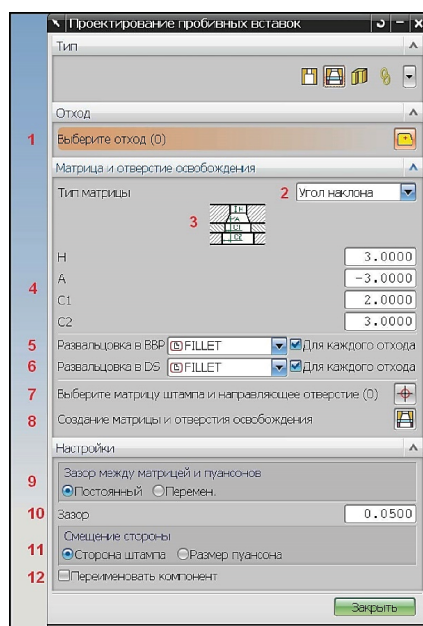 Проектирование пробивных вставок
Тип
Отход
1 Выберите отход (0)
Матрица и отверстие освобождения
Тип матрицы 2 Угол наклона
3
H 3.0000
4
A -3.0000
C1 2.0000
C2 3.0000
5 Развальцовка в BBP FILLET Для каждого отхода
6 Развальцовка в DS FILLET Для каждого отхода
7 Выберите матрицу штампа и направляющее отверстие (0)
8 Создание матрицы и отверстия освобождения
Настройки
9 Зазор между матрицей и пуансонов
Постоянный Перемен.
10 Зазор 0.0500
Смещение стороны
11 Сторона штампа Размер пуансона
12 Переименовать компонент
Закрыть